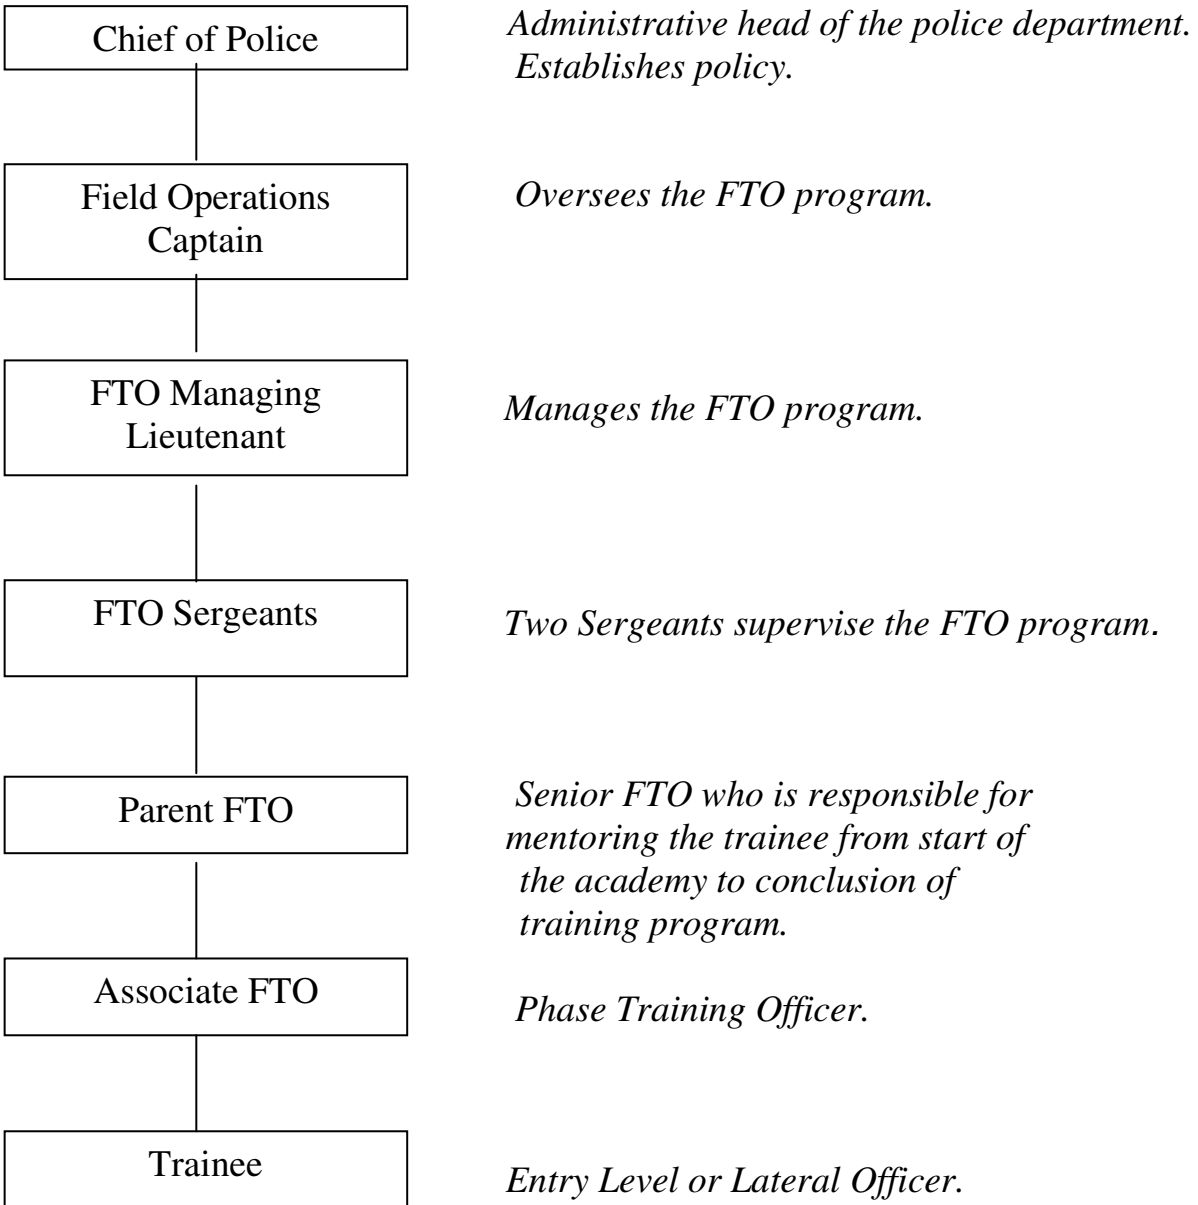 Chief of Police
Administrative head of the police department.
Establishes policy.
Field Operations
Captain
Oversees the FTO program.
FTO Managing
Lieutenant
Manages the FTO program.
FTO Sergeants
Two Sergeants supervise the FTO program.
Parent FTO
Senior FTO who is responsible for
mentoring the trainee from start of
the academy to conclusion of
training program.
Associate FTO
Phase Training Officer.
Trainee
Entry Level or Lateral Officer.